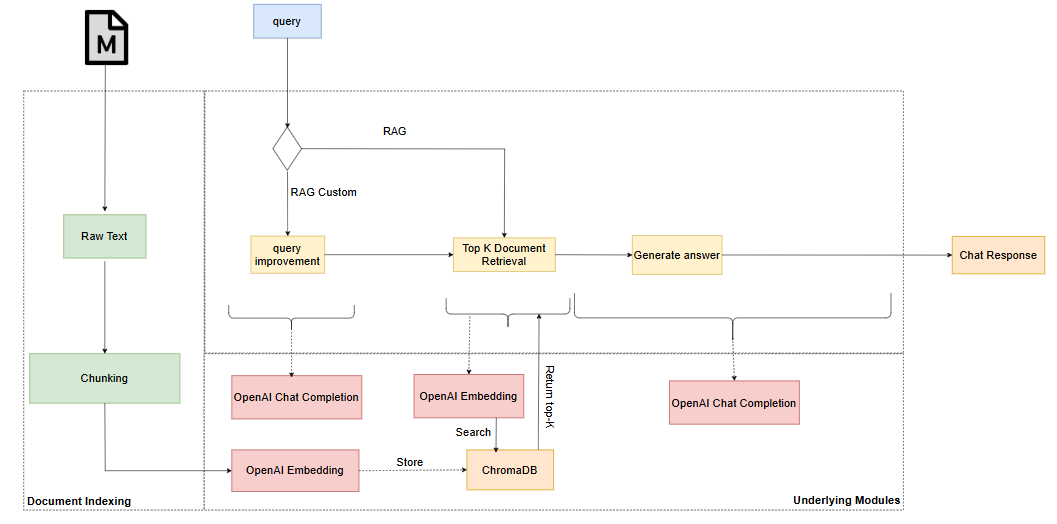 M
query
RAG
RAG Custom
Raw Text
query
improvement
Top K Document
Retrieval
Generate answer
Chat Response
Chunking
OpenAI Chat Completion
OpenAI Embedding
Return top-K
OpenAI Chat Completion
Search
OpenAI Embedding
Store
ChromaDB
Document Indexing
Underlying Modules